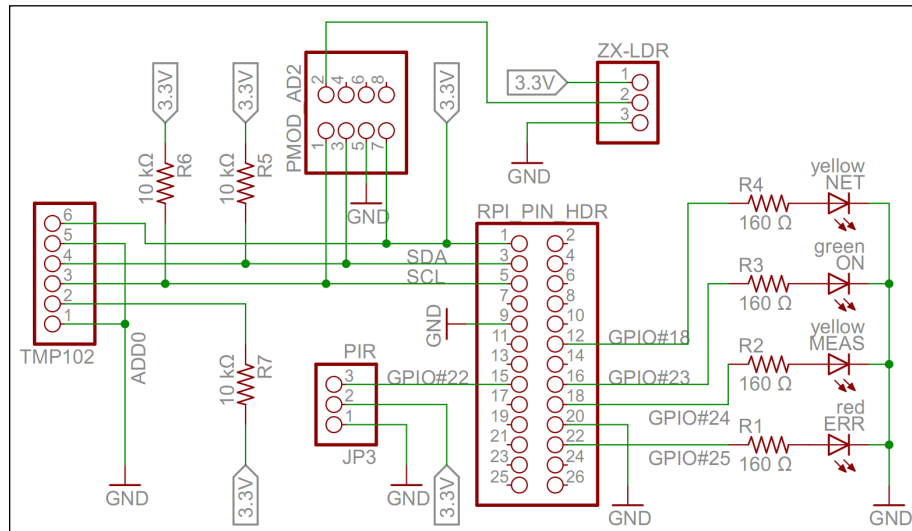 ZX-LDR
3.3V
1
2
3
GND
3.3V
3.3V
PMOD AD2
2
4
6
8
1
3
5
7
GND
3.3V
10 kΩ
R6
10 kΩ
R5
TMP102
6
5
4
3
2
1
ADD0
GND
SDA
SCL
10 kΩ
R7
3.3V
PIR
3
2
1
JP3
GPIO#22
GND
3.3V
GND
RPI_PIN_HDR
1
2
3
4
5
6
7
8
9
10
11
12
13
14
15
16
17
18
19
20
21
22
23
24
25
26
GPIO#18
GPIO#23
GPIO#24
GPIO#25
GND
R4
160 Ω
yellow
NET
R3
160 Ω
green
ON
R2
160 Ω
yellow
MEAS
R1
160 Ω
red
ERR
GND